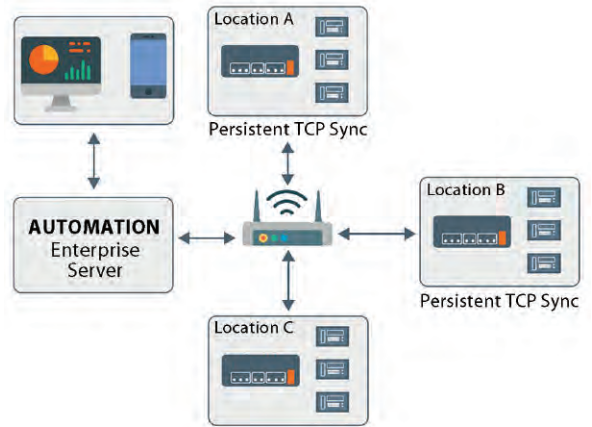 Location A
Persistent TCP Sync
AUTOMATION
Enterprise
Server
Location B
Persistent TCP Sync
Location C